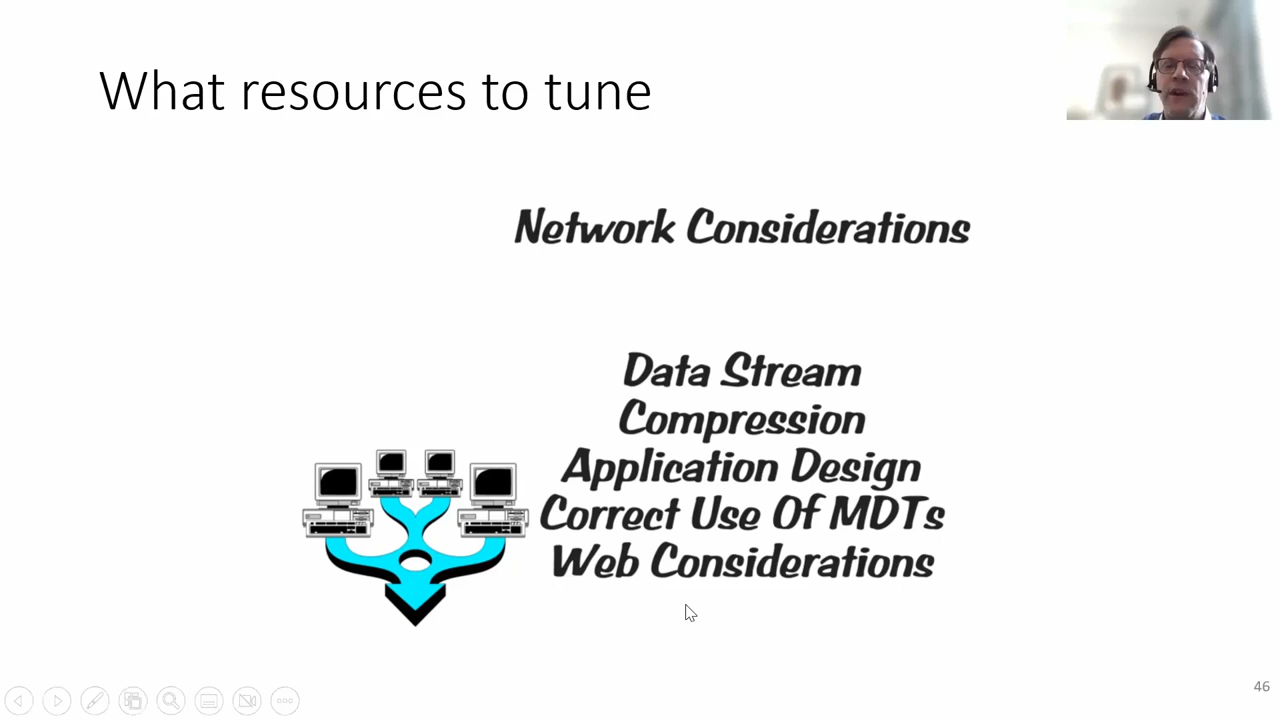 What resources to tune
Network Considerations
Data Stream
Compression
Application Design
Correct Use Of MDTs
Web Considerations
46